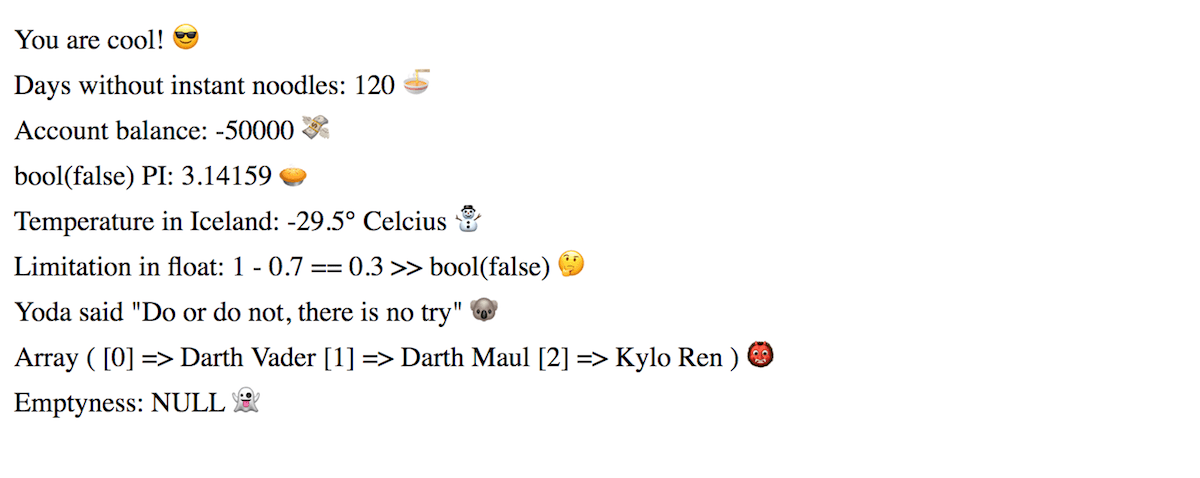 You are cool! 😎
Days without instant noodles: 120 🍜
Account balance: -50000 💸
bool(false) PI: 3.14159 🥧
Temperature in Iceland: -29.5° Celcius ⛄
Limitation in float: 1 - 0.7 == 0.3 >> bool(false) 🤔
Yoda said "Do or do not, there is no try" 🐨
Array ( [0] => Darth Vader [1] => Darth Maul [2] => Kylo Ren ) 👹
Emptyness: NULL 👻